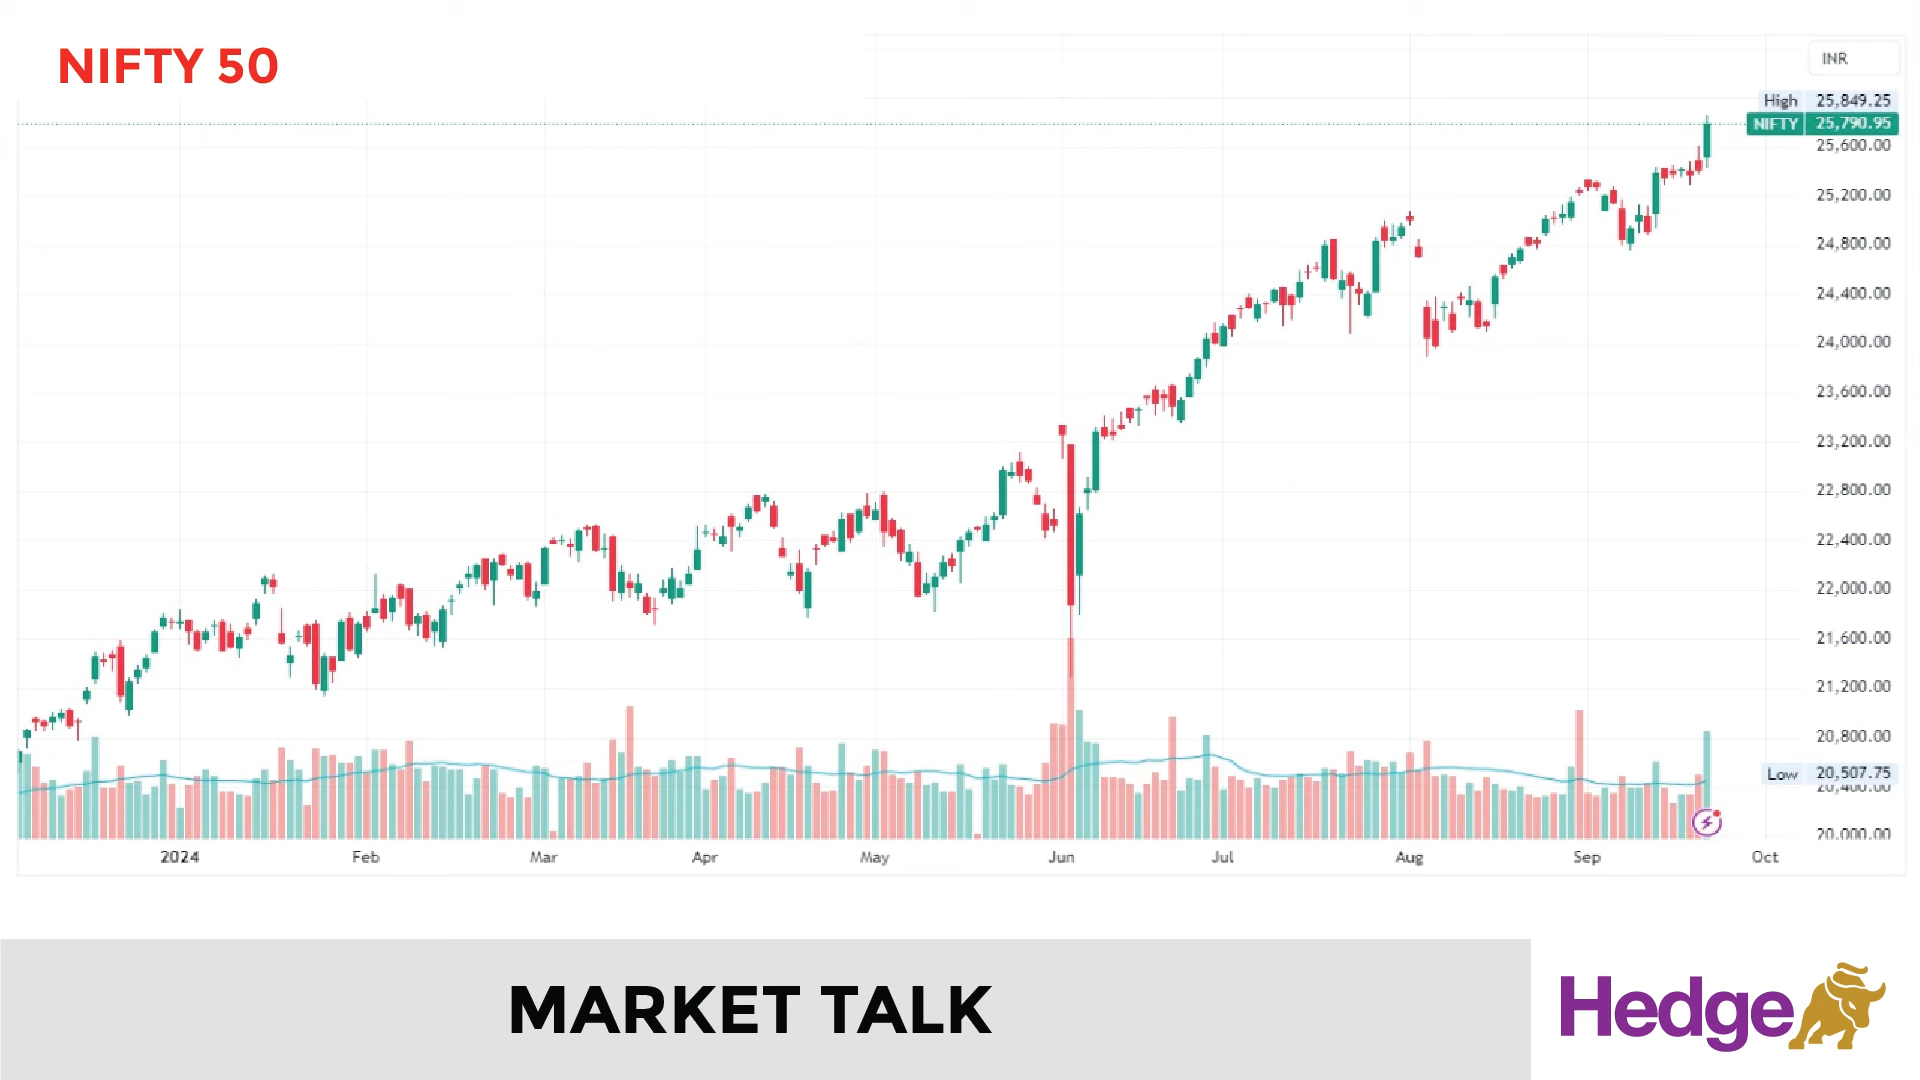 NIFTY 50
INR
High 25,849.25
NIFTY 25,790.95
25,600.00
25,200.00
24,800.00
24,400.00
24,000.00
23,600.00
23,200.00
22,800.00
22,400.00
22,000.00
21,600.00
21,200.00
20,800.00
Low 20,507.75
20,400.00
20,000.00
2024 Feb Mar Apr May Jun Jul Aug Sep Oct
MARKET TALK
Hedge